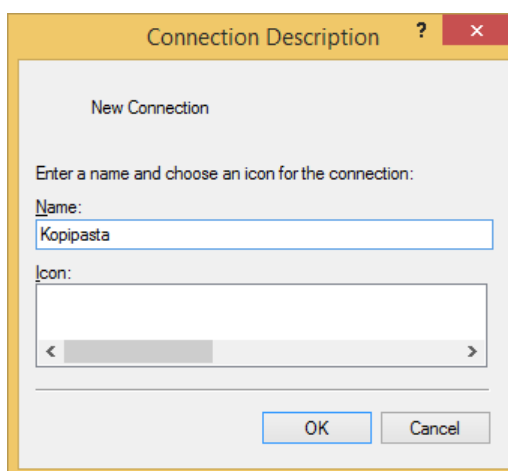 Connection Description
?
×
New Connection
Enter a name and choose an icon for the connection:
Name:
Kopipasta
Icon:
<
>
OK
Cancel